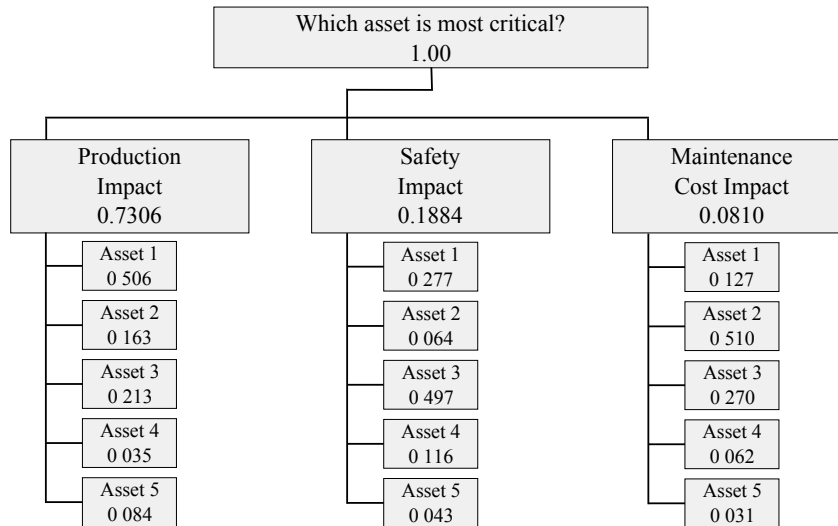 Which asset is most critical?
1.00
Production
Impact
0.7306
Asset 1
0 506
Asset 2
0 163
Asset 3
0 213
Asset 4
0 035
Asset 5
0 084
Safety
Impact
0.1884
Asset 1
0 277
Asset 2
0 064
Asset 3
0 497
Asset 4
0 116
Asset 5
0 043
Maintenance
Cost Impact
0.0810
Asset 1
0 127
Asset 2
0 510
Asset 3
0 270
Asset 4
0 062
Asset 5
0 031